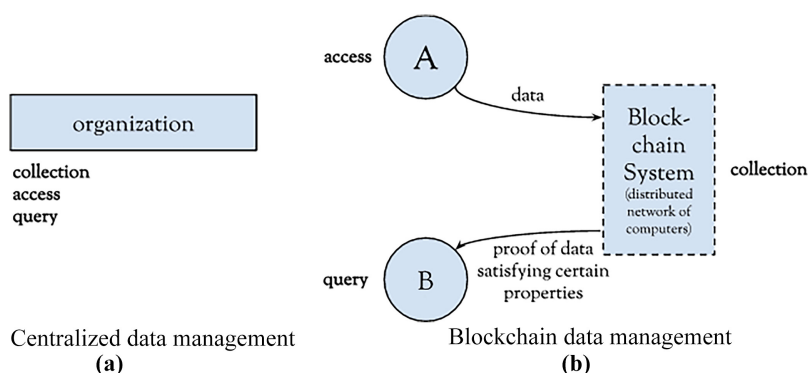 organization
collection
access
query
Centralized data management
(a)
access
A
data
Block-
chain
System
(distributed
network of
computers)
collection
query
B
proof of data
satisfying certain
properties
Blockchain data management
(b)